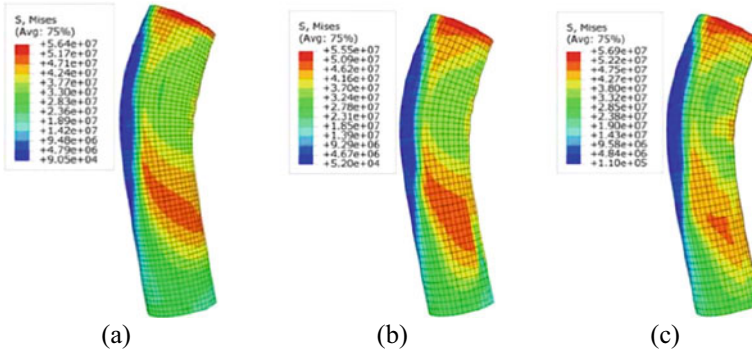 S, Mises
(Avg: 75%)
+5.64e+07
+5.17e+07
+4.71e+07
+4.24e+07
+3.77e+07
+3.30e+07
+2.83e+07
+2.36e+07
+1.89e+07
+1.42e+07
+9.48e+06
+4.79e+06
+9.05e+04
(a)
S, Mises
(Avg: 75%)
+5.55e+07
+5.09e+07
+4.62e+07
+4.16e+07
+3.70e+07
+3.24e+07
+2.78e+07
+2.31e+07
+1.85e+07
+1.39e+07
+9.29e+06
+4.67e+06
+5.20e+04
(b)
S, Mises
(Avg: 75%)
+5.69e+07
+5.22e+07
+4.75e+07
+4.27e+07
+3.80e+07
+3.32e+07
+2.85e+07
+2.38e+07
+1.90e+07
+1.43e+07
+9.58e+06
+4.84e+06
+1.10e+05
(c)